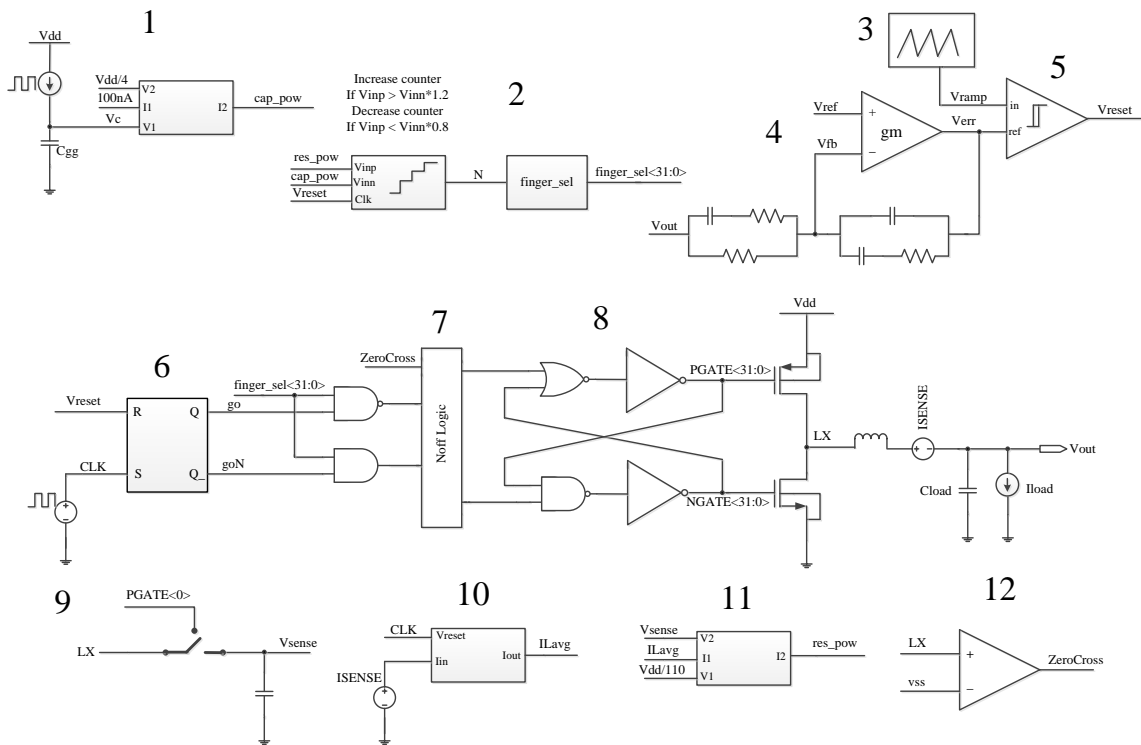 1
Vdd
Vdd/4
100nA
Vc
V2
I1
V1
I2
cap_pow
Cgg
Increase counter
If Vinp > Vinn*1.2
Decrease counter
If Vinp < Vinn*0.8
2
res_pow
cap_pow
Vreset
Vinp
Vinn
Clk
N
finger_sel
finger_sel<31:0>
3
Vramp
4
Vref
Vfb
+
−
gm
Verr
5
in
ref
Vreset
Vout
6
Vreset
CLK
R
S
Q
Q_
+
−
finger_sel<31:0>
go
goN
7
ZeroCross
Noff Logic
8
PGATE<31:0>
NGATE<31:0>
Vdd
LX
ISENSE
+ −
Vout
Cload
Iload
9
PGATE<0>
LX
Vsense
10
CLK
Vreset
Iin
Iout
ILavg
ISENSE
+
−
11
Vsense
ILavg
Vdd/110
V2
I1
V1
I2
res_pow
12
LX
vss
+
−
ZeroCross